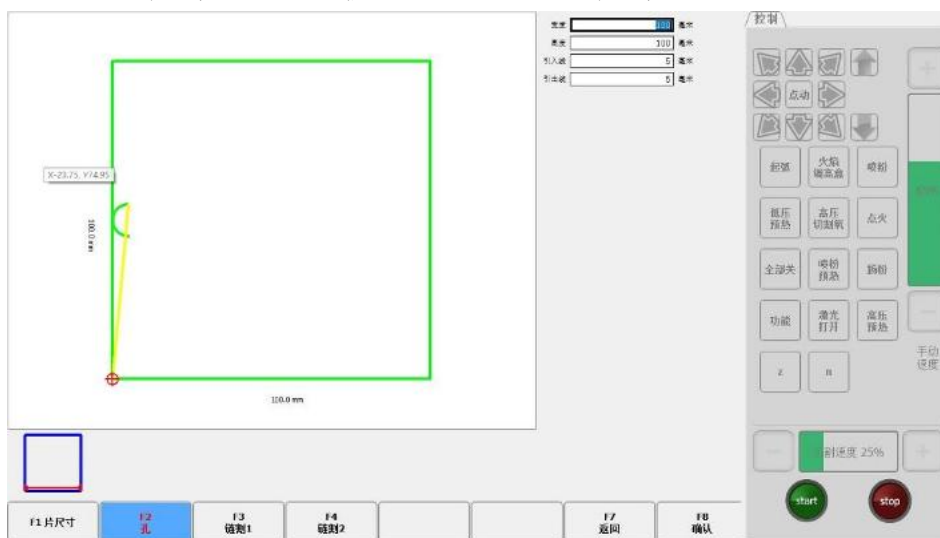 宽度 100 毫米
高度 100 毫米
引入线 5 毫米
引出线 5 毫米
X-23.75, Y74.95
100.0 mm
100.0 mm
F1 片尺寸
F2
孔
F3
链割1
F4
链割2
F7
返回
F8
确认
控制
点动
起弧
火焰
调高盒
喷粉
低压
预热
高压
切割氧
点火
全部关
喷粉
预热
扬粉
功能
激光
打开
高压
预热
Z
手动
速度
割速度 25%
start
stop